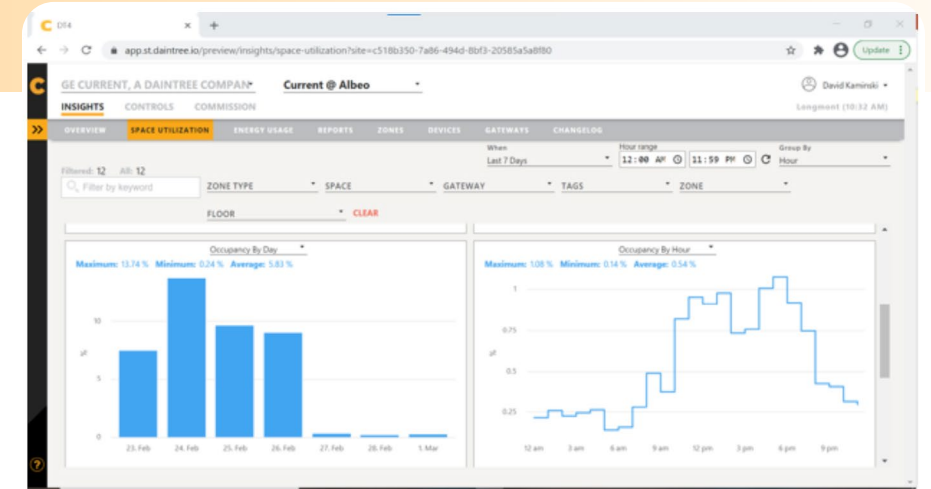 DT4
app.st.daintree.io/preview/insights/space-utilization?site=c518b350-7a86-494d-8bf3-20585a5a8f80
Update
GE CURRENT, A DAINTREE COMPAN
Current @ Albeo
David Kaminski
INSIGHTS CONTROLS COMMISSION
Longmont (10:32 AM)
OVERVIEW SPACE UTILIZATION ENERGY USAGE REPORTS ZONES DEVICES GATEWAYS CHANGELOG
When Hour range Group By
Last 7 Days 12:00 AM 11:59 PM Hour
Filtered: 12 All: 12
Filter by keyword ZONE TYPE SPACE GATEWAY TAGS ZONE
FLOOR CLEAR
Occupancy By Day
Maximum: 13.74 % Minimum: 0.24 % Average: 5.83 %
10
%
5
0
23. Feb 24. Feb 25. Feb 26. Feb 27. Feb 28. Feb 1. Mar
Occupancy By Hour
Maximum: 1.08 % Minimum: 0.14 % Average: 0.54 %
1
0.75
%
0.5
0.25
12 am 3 am 6 am 9 am 12 pm 3 pm 6 pm 9 pm
?